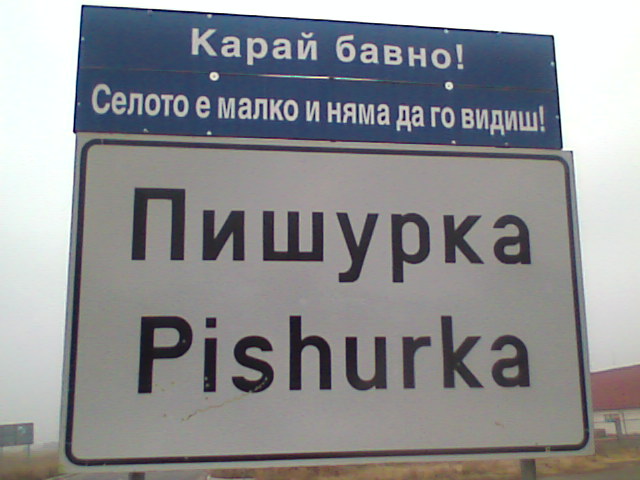 Карай бавно!
Селото е малко и няма да го видиш!
Пишурка
Pishurka